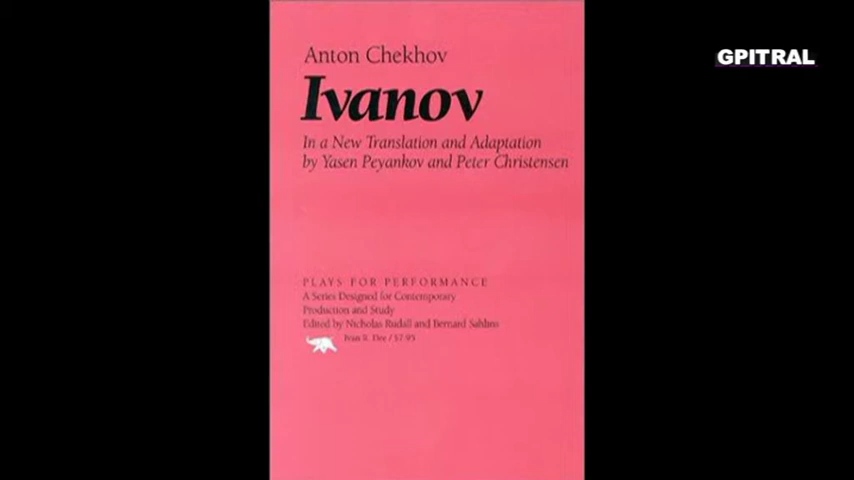 Anton Chekhov
Ivanov
In a New Translation and Adaptation
by Yasen Peyankov and Peter Christensen
PLAYS FOR PERFORMANCE
A Series Designed for Contemporary
Production and Study
Edited by Nicholas Rudall and Bernard Sahlins
Ivan R. Dee / $7.95
GPITRAL